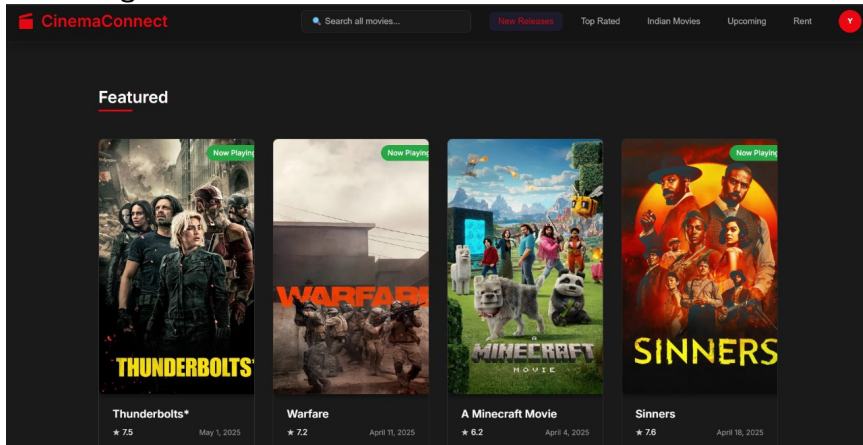 CinemaConnect
Search all movies...
New Releases
Top Rated
Indian Movies
Upcoming
Rent
Y
Featured
Now Playing
THUNDERBOLTS*
Thunderbolts*
★ 7.5 May 1, 2025
Now Playing
WARFARE
Warfare
★ 7.2 April 11, 2025
A
MINECRAFT
MOVIE
A Minecraft Movie
★ 6.2 April 4, 2025
Now Playing
SINNERS
Sinners
★ 7.6 April 18, 2025